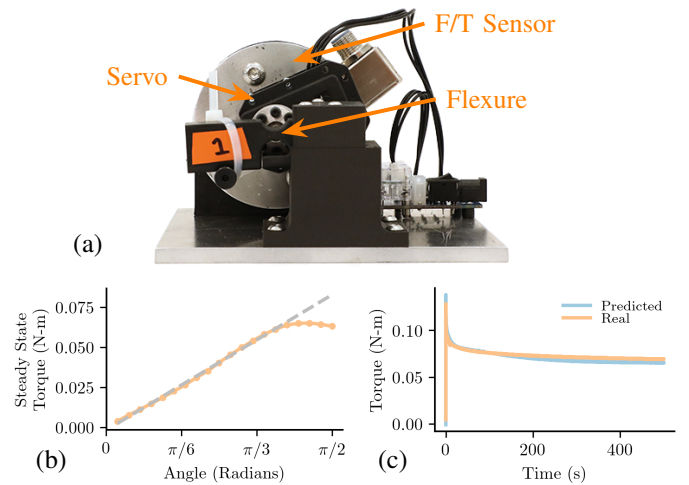 F/T Sensor
Servo
Flexure
1
(a)
Steady State
Torque (N-m)
0.075
0.050
0.025
0.000
0
π/6
π/3
π/2
Angle (Radians)
(b)
Torque (N-m)
0.10
0.05
0.00
Predicted
Real
0
200
400
Time (s)
(c)